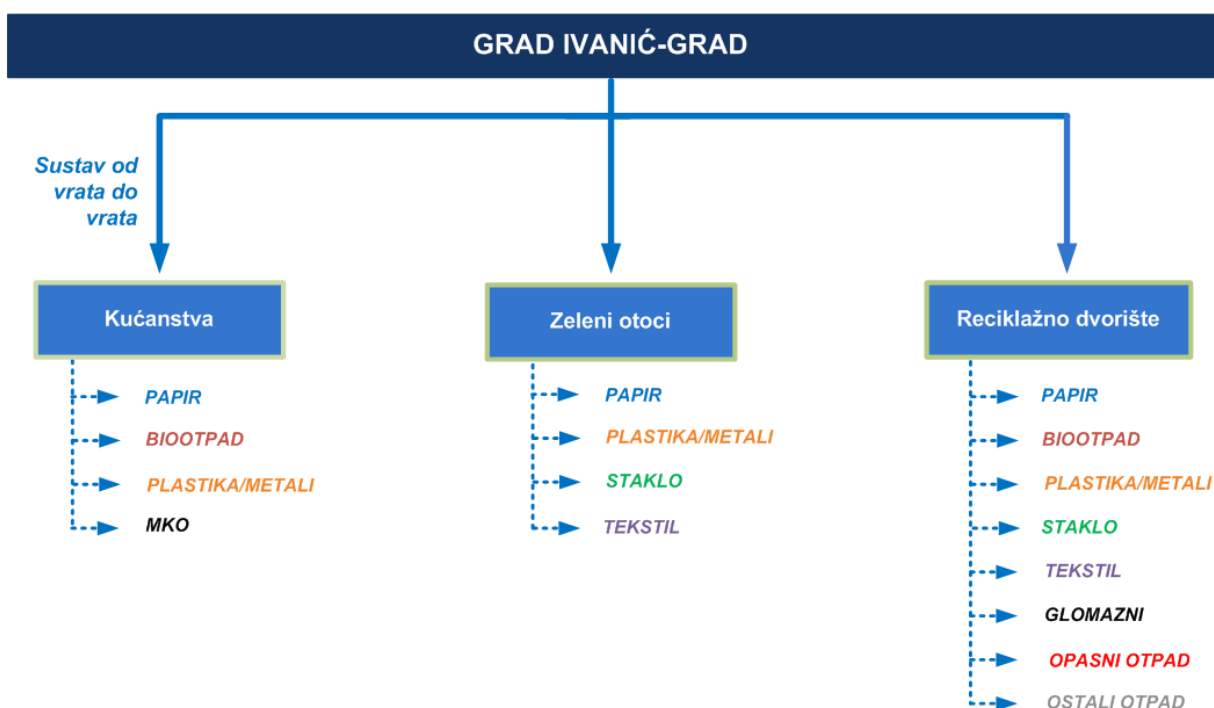 GRAD IVANIĆ-GRAD
Sustav od
vrata do
vrata
Kućanstva
PAPIR
BIOOTPAD
PLASTIKA/METALI
MKO
Zeleni otoci
PAPIR
PLASTIKA/METALI
STAKLO
TEKSTIL
Reciklažno dvorište
PAPIR
BIOOTPAD
PLASTIKA/METALI
STAKLO
TEKSTIL
GLOMAZNI
OPASNI OTPAD
OSTALI OTPAD